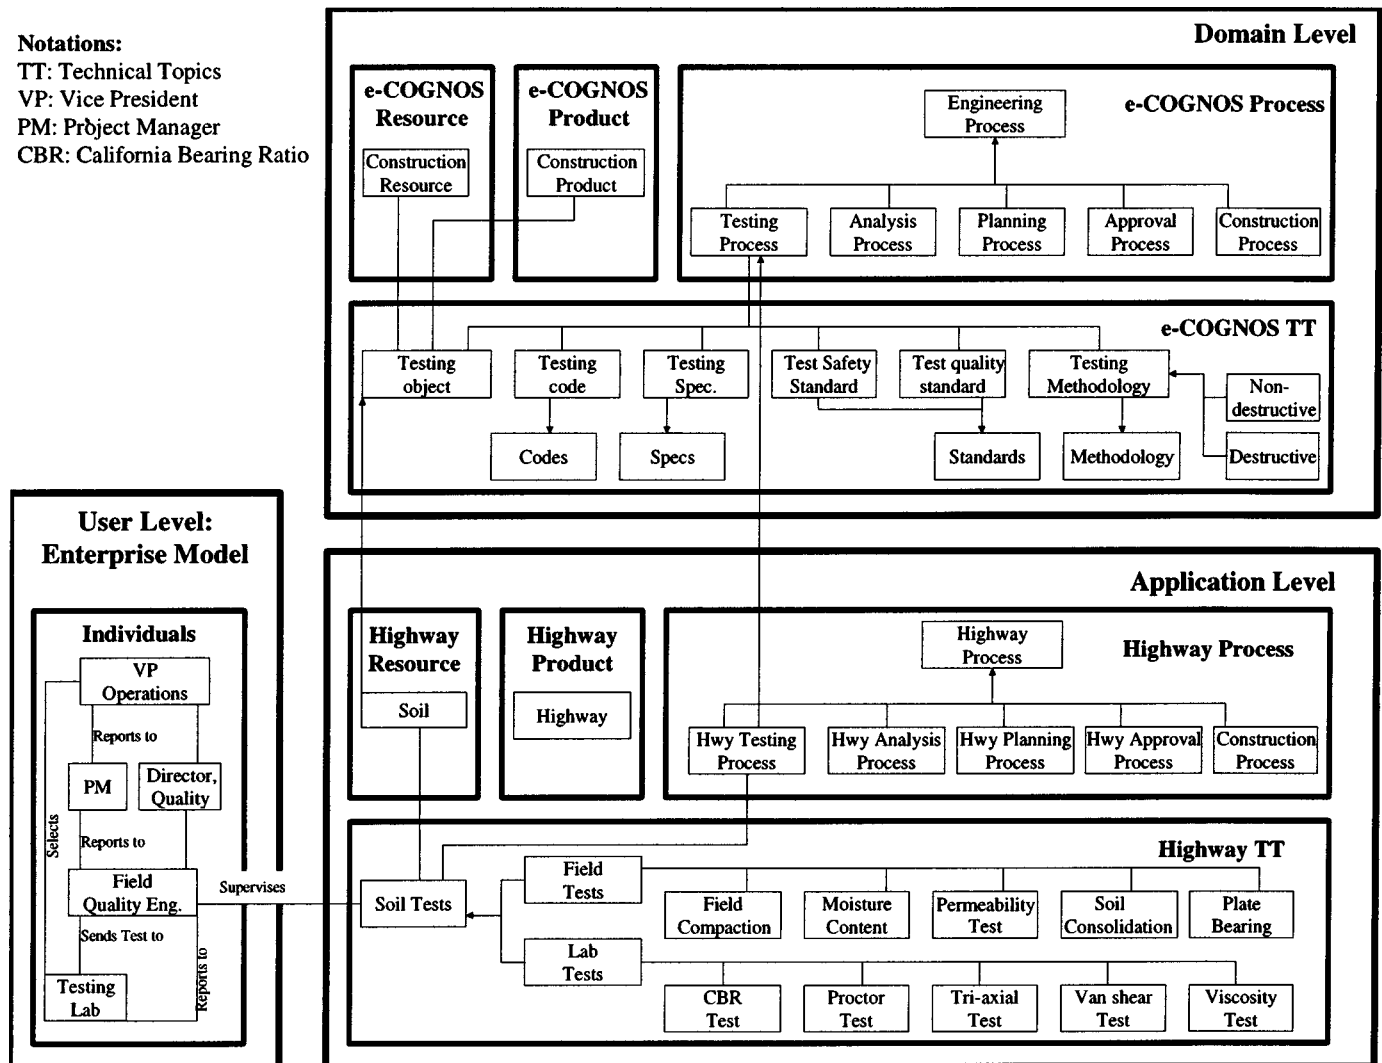 Notations:
TT: Technical Topics
VP: Vice President
PM: Project Manager
CBR: California Bearing Ratio
Domain Level
e-COGNOS
Resource
Construction
Resource
e-COGNOS
Product
Construction
Product
e-COGNOS Process
Engineering
Process
Testing
Process
Analysis
Process
Planning
Process
Approval
Process
Construction
Process
e-COGNOS TT
Testing
object
Testing
code
Testing
Spec.
Test Safety
Standard
Test quality
standard
Testing
Methodology
Non-
destructive
Codes
Specs
Standards
Methodology
Destructive
User Level:
Enterprise Model
Individuals
VP
Operations
Reports to
PM
Director,
Quality
Selects
Reports to
Field
Quality Eng.
Supervises
Sends Test to
Reports to
Testing
Lab
Application Level
Highway
Resource
Soil
Highway
Product
Highway
Highway Process
Highway
Process
Hwy Testing
Process
Hwy Analysis
Process
Hwy Planning
Process
Hwy Approval
Process
Construction
Process
Highway TT
Soil Tests
Field
Tests
Field
Compaction
Moisture
Content
Permeability
Test
Soil
Consolidation
Plate
Bearing
Lab
Tests
CBR
Test
Proctor
Test
Tri-axial
Test
Van shear
Test
Viscosity
Test